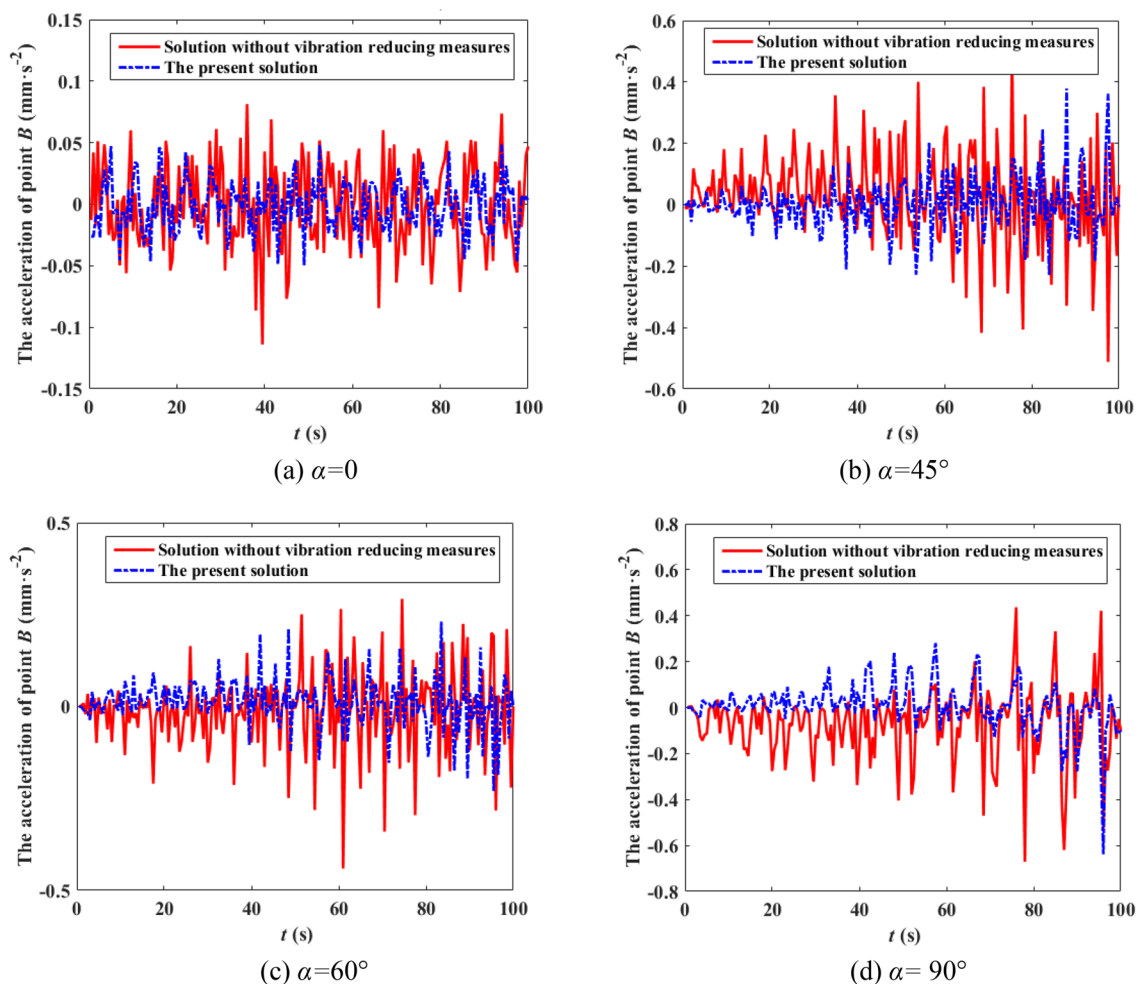 0.15
0.1
0.05
0
-0.05
-0.1
-0.15
The acceleration of point B (mm·s⁻²)
Solution without vibration reducing measures
The present solution
0 20 40 60 80 100
t (s)
(a) α=0
0.6
0.4
0.2
0
-0.2
-0.4
-0.6
The acceleration of point B (mm·s⁻²)
Solution without vibration reducing measures
The present solution
0 20 40 60 80 100
t (s)
(b) α=45°
0.5
0
-0.5
The acceleration of point B (mm·s⁻²)
Solution without vibration reducing measures
The present solution
0 20 40 60 80 100
t (s)
(c) α=60°
0.8
0.6
0.4
0.2
0
-0.2
-0.4
-0.6
-0.8
The acceleration of point B (mm·s⁻²)
Solution without vibration reducing measures
The present solution
0 20 40 60 80 100
t (s)
(d) α= 90°